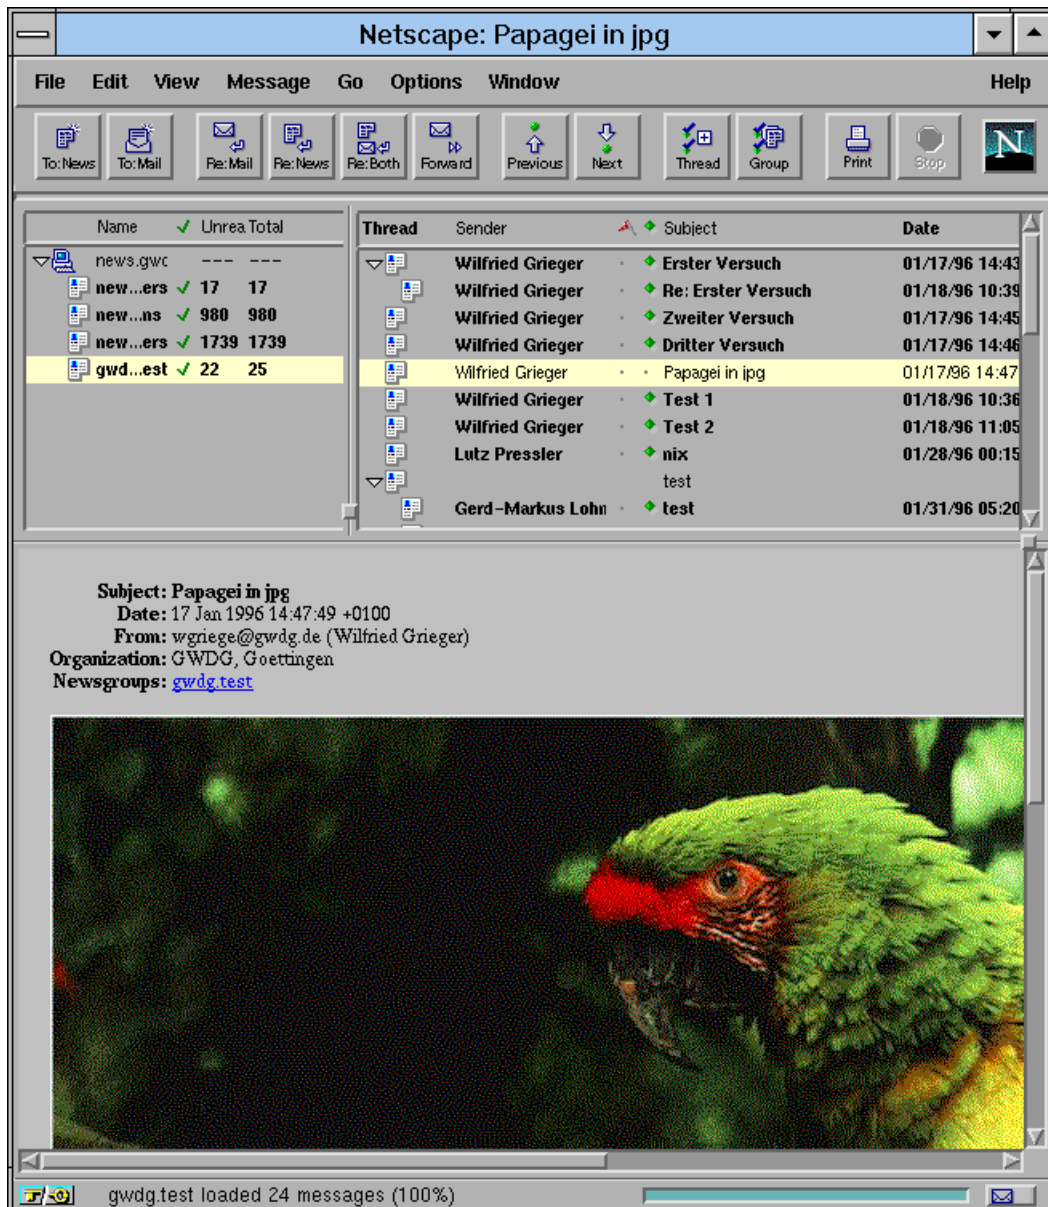 Netscape: Papagei in jpg
File Edit View Message Go Options Window Help
To:News To:Mail Re:Mail Re:News Re:Both Forward Previous Next Thread Group Print Stop N
Name Unrea Total
news.gwc --- ---
new...ers 17 17
new...ns 980 980
new...ers 1739 1739
gwd...est 22 25
Thread Sender Subject Date
Wilfried Grieger Erster Versuch 01/17/96 14:43
Wilfried Grieger Re: Erster Versuch 01/18/96 10:39
Wilfried Grieger Zweiter Versuch 01/17/96 14:45
Wilfried Grieger Dritter Versuch 01/17/96 14:46
Wilfried Grieger Papagei in jpg 01/17/96 14:47
Wilfried Grieger Test 1 01/18/96 10:36
Wilfried Grieger Test 2 01/18/96 11:05
Lutz Pressler nix 01/28/96 00:15
test
Gerd-Markus Lohn test 01/31/96 05:20
Subject: Papagei in jpg
Date: 17 Jan 1996 14:47:49 +0100
From: wgriege@gwdg.de (Wilfried Grieger)
Organization: GWDG, Goettingen
Newsgroups: gwdg.test
gwdg.test loaded 24 messages (100%)